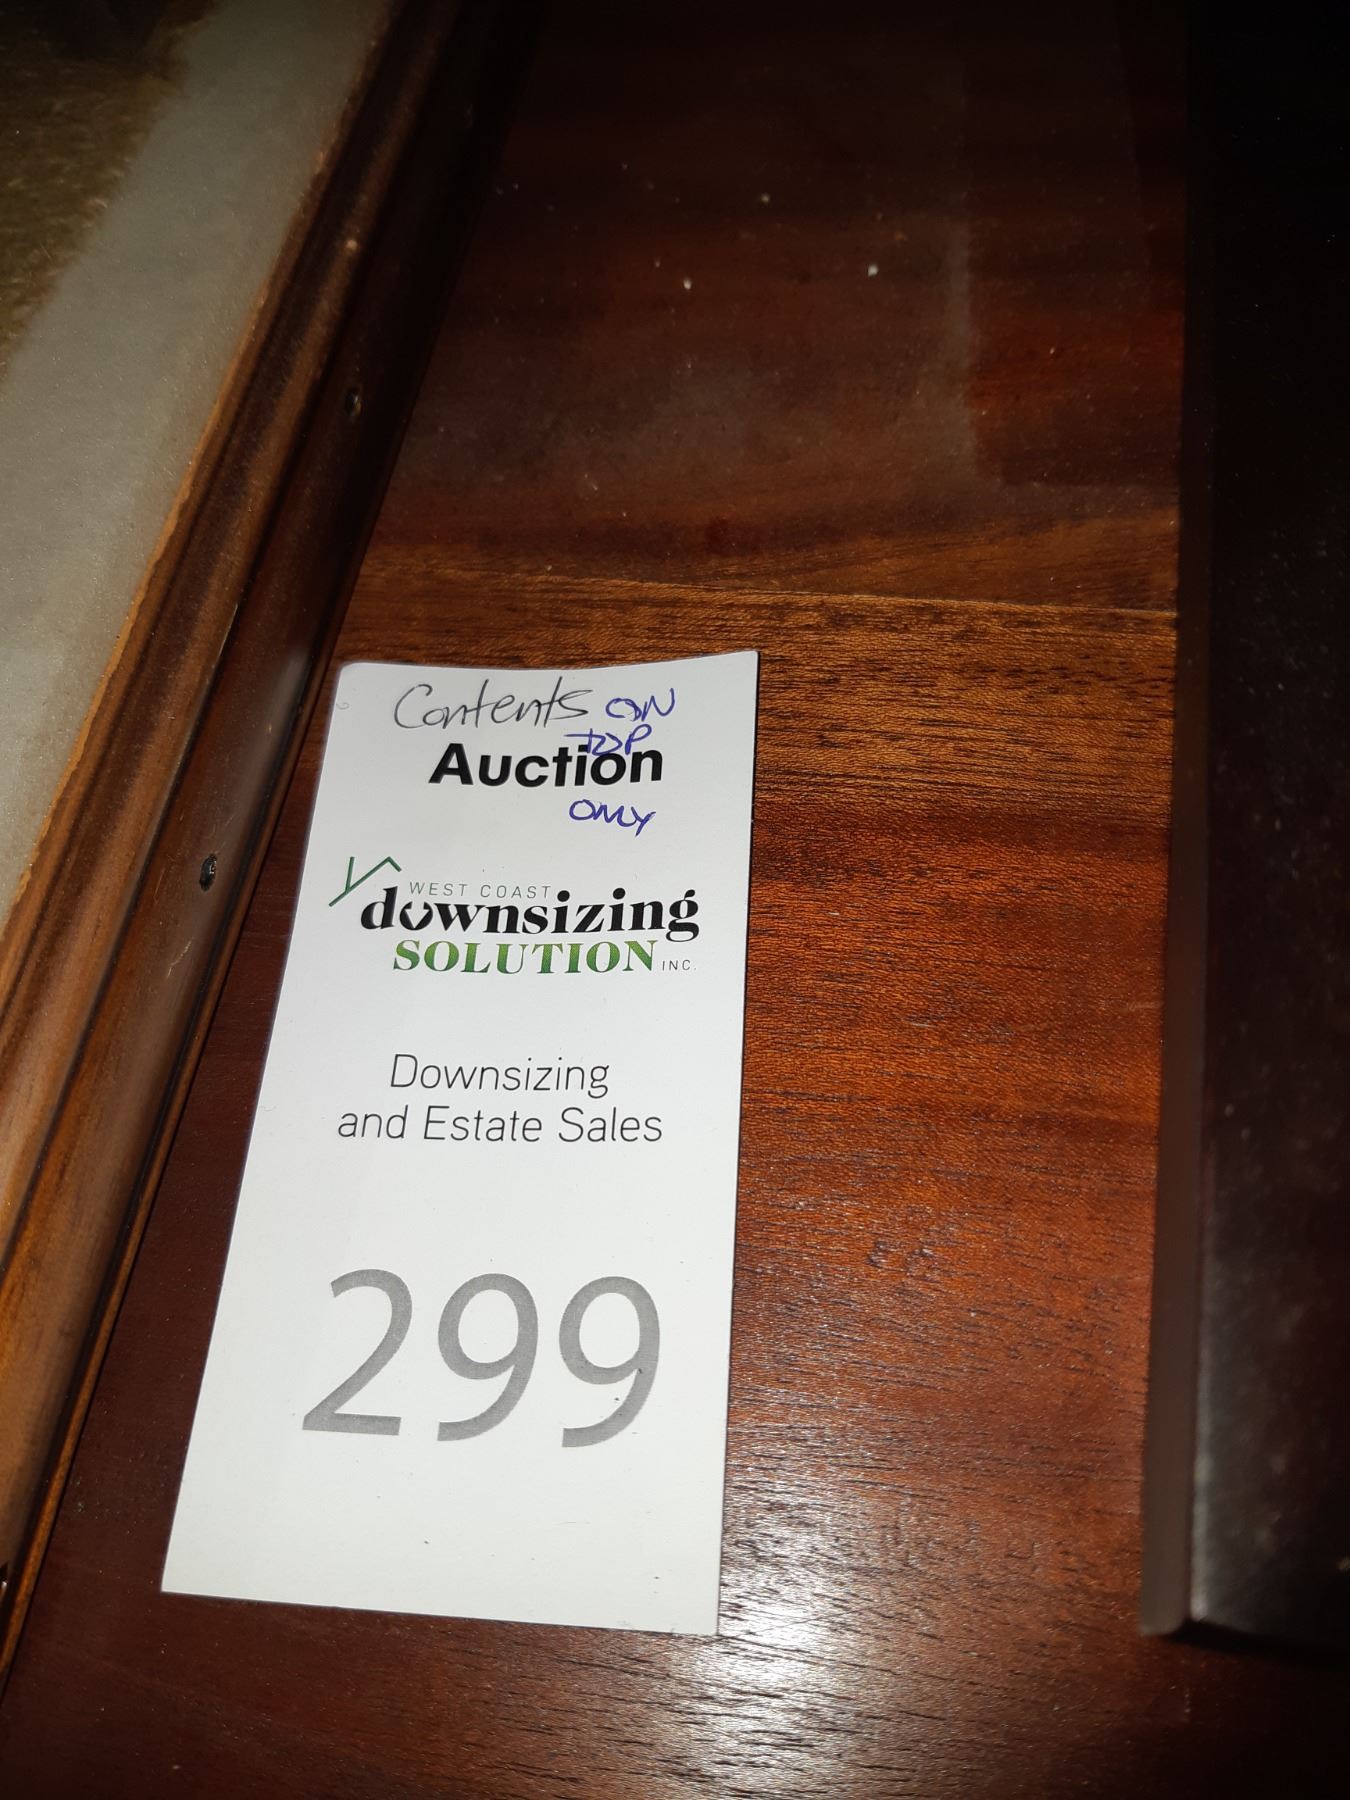 Contents ON
TOP
Auction
ONLY
WEST COAST
downsizing
SOLUTION INC.
Downsizing
and Estate Sales
299